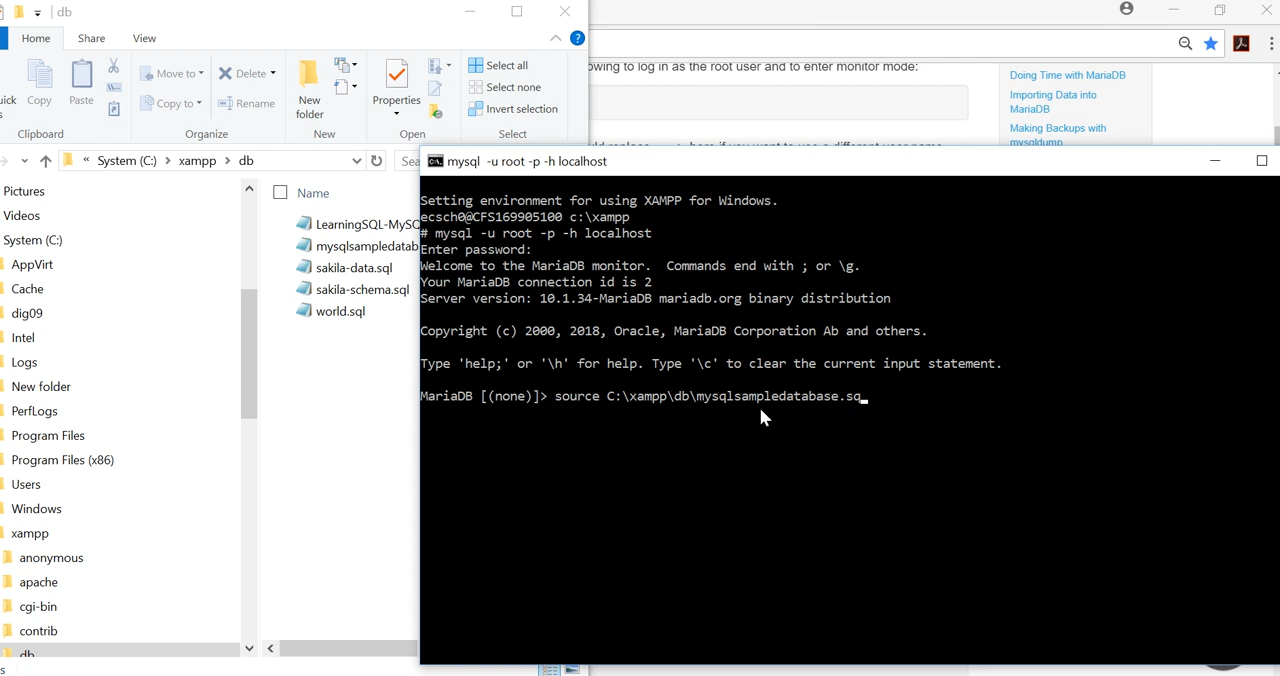 db
Home Share View
Copy
Paste
Move to
Copy to
Delete
Rename
New
folder
Properties
Select all
Select none
Invert selection
Clipboard Organize New Open Select
« System (C:) > xampp > db
Pictures
Videos
System (C:)
AppVirt
Cache
dig09
Intel
Logs
New folder
PerfLogs
Program Files
Program Files (x86)
Users
Windows
xampp
anonymous
apache
cgi-bin
contrib
db
Name
LearningSQL-MySQ
mysqlsampledatab
sakila-data.sql
sakila-schema.sql
world.sql
owing to log in as the root user and to enter monitor mode:
Doing Time with MariaDB
Importing Data into
MariaDB
Making Backups with
mysqldump
mysql -u root -p -h localhost
Setting environment for using XAMPP for Windows.
ecsch0@CFS169905100 c:\xampp
# mysql -u root -p -h localhost
Enter password:
Welcome to the MariaDB monitor. Commands end with ; or \g.
Your MariaDB connection id is 2
Server version: 10.1.34-MariaDB mariadb.org binary distribution
Copyright (c) 2000, 2018, Oracle, MariaDB Corporation Ab and others.
Type 'help;' or '\h' for help. Type '\c' to clear the current input statement.
MariaDB [(none)]> source C:\xampp\db\mysqlsampledatabase.sq_